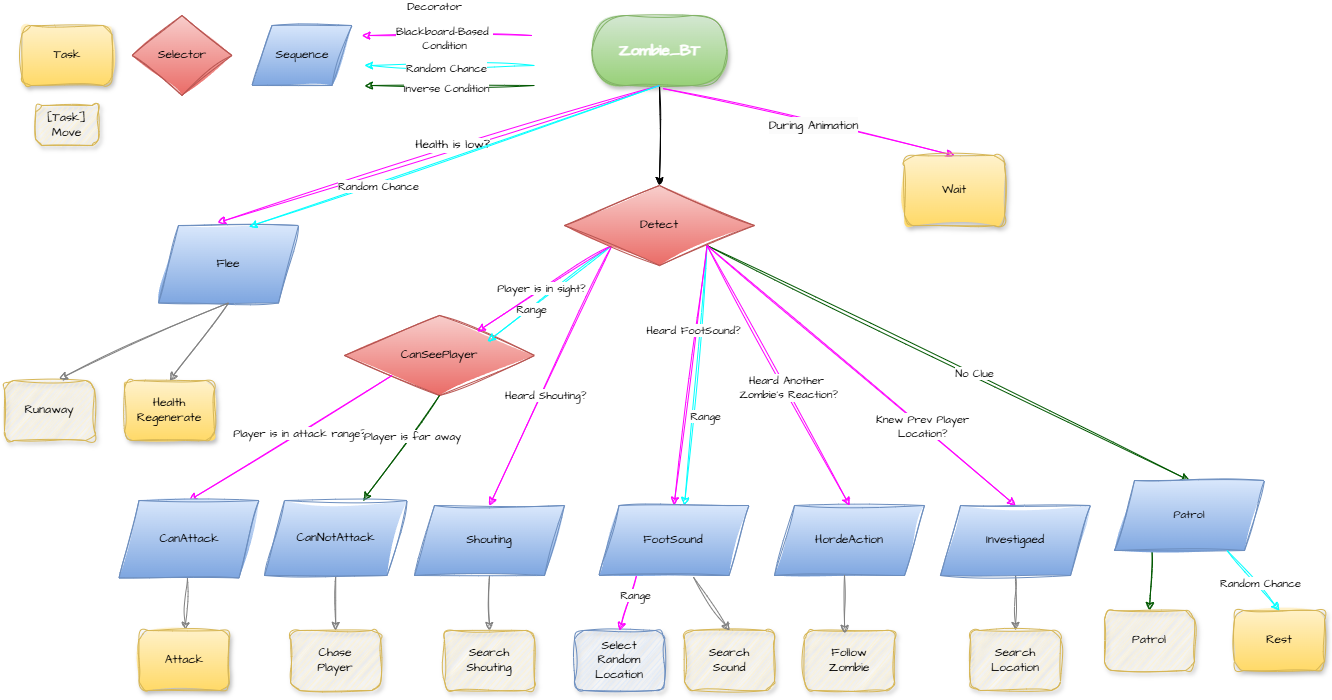 Decorator
Task
Selector
Sequence
Blackboard-Based
Condition
Random Chance
Inverse Condition
[Task]
Move
Zombie_BT
Health is low?
Random Chance
During Animation
Wait
Flee
Detect
Player is in sight?
Range
CanSeePlayer
Heard FootSound?
Heard Shouting?
Heard Another
Zombie's Reaction?
No Clue
Knew Prev Player
Location?
Range
Runaway
Health
Regenerate
Player is in attack range?
Player is far away
CanAttack
CanNotAttack
Shouting
FootSound
HordeAction
Investigaed
Patrol
Range
Random Chance
Attack
Chase
Player
Search
Shouting
Select
Random
Location
Search
Sound
Follow
Zombie
Search
Location
Patrol
Rest